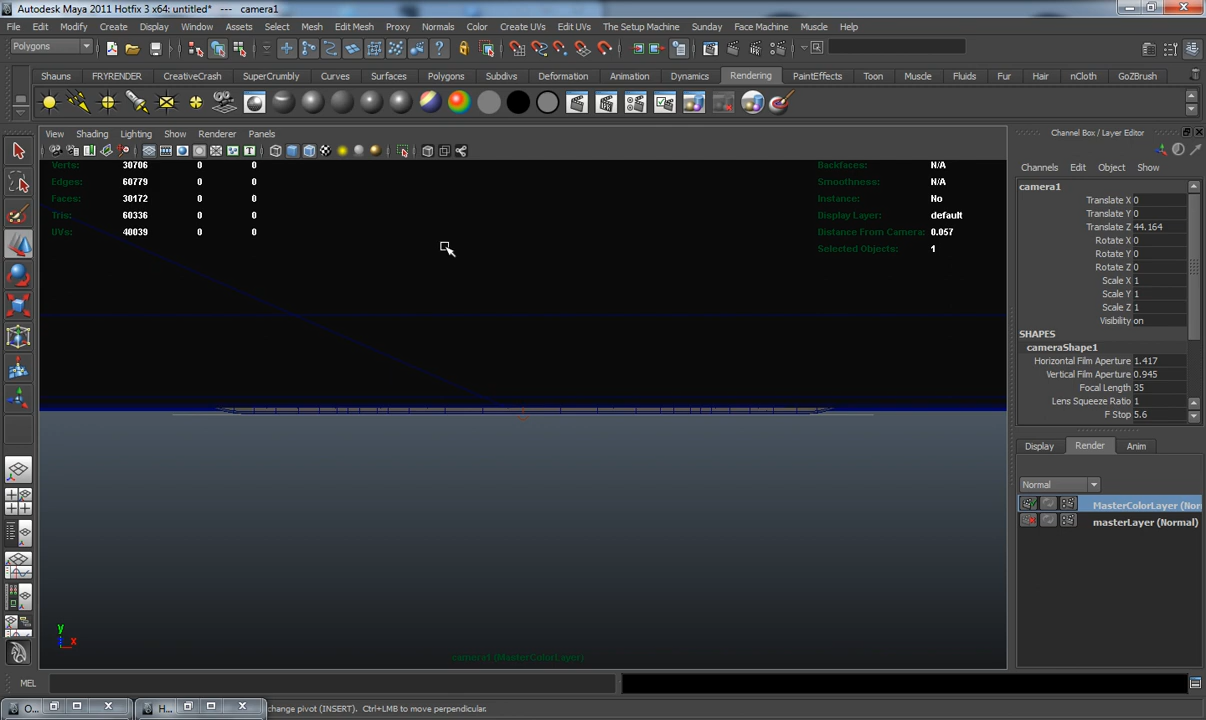 Autodesk Maya 2011 Hotfix 3 x64: untitled* --- camera1
File Edit Modify Create Display Window Assets Select Mesh Edit Mesh Proxy Normals Color Create UVs Edit UVs The Setup Machine Sunday Face Machine Muscle Help
Polygons
Shauns FRYRENDER CreativeCrash SuperCrumbly Curves Surfaces Polygons Subdivs Deformation Animation Dynamics Rendering PaintEffects Toon Muscle Fluids Fur Hair nCloth GoZBrush
Channel Box / Layer Editor
View Shading Lighting Show Renderer Panels
Channels Edit Object Show
Verts: 30706 0 0
Edges: 60779 0 0
Faces: 30172 0 0
Tris: 60336 0 0
UVs: 40039 0 0
Backfaces: N/A
Smoothness: N/A
Instance: No
Display Layer: default
Distance From Camera: 0.057
Selected Objects: 1
camera1
Translate X 0
Translate Y 0
Translate Z 44.164
Rotate X 0
Rotate Y 0
Rotate Z 0
Scale X 1
Scale Y 1
Scale Z 1
Visibility on
SHAPES
cameraShape1
Horizontal Film Aperture 1.417
Vertical Film Aperture 0.945
Focal Length 35
Lens Squeeze Ratio 1
F Stop 5.6
Display Render Anim
Normal
MasterColorLayer (Nor
masterLayer (Normal)
y
x
camera1 (MasterColorLayer)
MEL
O...
H...
change pivot (INSERT). Ctrl+LMB to move perpendicular.